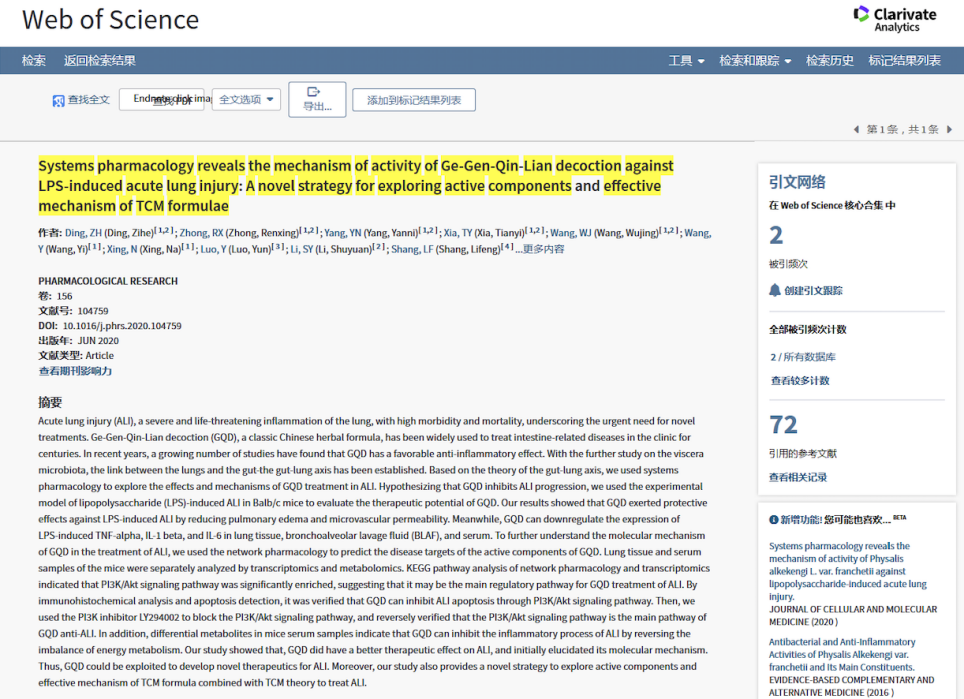 Web of Science
Clarivate
Analytics
检索 返回检索结果 工具 检索和跟踪 检索历史 标记结果列表
查找全文 全文选项 导出... 添加到标记结果列表
第1条，共1条
Systems pharmacology reveals the mechanism of activity of Ge-Gen-Qin-Lian decoction against
LPS-induced acute lung injury: A novel strategy for exploring active components and effective
mechanism of TCM formulae
作者: Ding, ZH (Ding, Zihe)[1,2]; Zhong, RX (Zhong, Renxing)[1,2]; Yang, YN (Yang, Yanni)[1,2]; Xia, TY (Xia, Tianyi)[1,2]; Wang, WJ (Wang, Wujing)[1,2]; Wang,
Y (Wang, Yi)[1]; Xing, N (Xing, Na)[1]; Luo, Y (Luo, Yun)[3]; Li, SY (Li, Shuyuan)[2]; Shang, LF (Shang, Lifeng)[4] ...更多内容
PHARMACOLOGICAL RESEARCH
卷: 156
文献号: 104759
DOI: 10.1016/j.phrs.2020.104759
出版年: JUN 2020
文献类型: Article
查看期刊影响力
摘要
Acute lung injury (ALI), a severe and life-threatening inflammation of the lung, with high morbidity and mortality, underscoring the urgent need for novel
treatments. Ge-Gen-Qin-Lian decoction (GQD), a classic Chinese herbal formula, has been widely used to treat intestine-related diseases in the clinic for
centuries. In recent years, a growing number of studies have found that GQD has a favorable anti-inflammatory effect. With the further study on the viscera
microbiota, the link between the lungs and the gut-the gut-lung axis has been established. Based on the theory of the gut-lung axis, we used systems
pharmacology to explore the effects and mechanisms of GQD treatment in ALI. Hypothesizing that GQD inhibits ALI progression, we used the experimental
model of lipopolysaccharide (LPS)-induced ALI in Balb/c mice to evaluate the therapeutic potential of GQD. Our results showed that GQD exerted protective
effects against LPS-induced ALI by reducing pulmonary edema and microvascular permeability. Meanwhile, GQD can downregulate the expression of
LPS-induced TNF-alpha, IL-1 beta, and IL-6 in lung tissue, bronchoalveolar lavage fluid (BLAF), and serum. To further understand the molecular mechanism
of GQD in the treatment of ALI, we used the network pharmacology to predict the disease targets of the active components of GQD. Lung tissue and serum
samples of the mice were separately analyzed by transcriptomics and metabolomics. KEGG pathway analysis of network pharmacology and transcriptomics
indicated that PI3K/Akt signaling pathway was significantly enriched, suggesting that it may be the main regulatory pathway for GQD treatment of ALI. By
immunohistochemical analysis and apoptosis detection, it was verified that GQD can inhibit ALI apoptosis through PI3K/Akt signaling pathway. Then, we
used the PI3K inhibitor LY294002 to block the PI3K/Akt signaling pathway, and reversely verified that the PI3K/Akt signaling pathway is the main pathway of
GQD anti-ALI. In addition, differential metabolites in mice serum samples indicate that GQD can inhibit the inflammatory process of ALI by reversing the
imbalance of energy metabolism. Our study showed that, GQD did have a better therapeutic effect on ALI, and initially elucidated its molecular mechanism.
Thus, GQD could be exploited to develop novel therapeutics for ALI. Moreover, our study also provides a novel strategy to explore active components and
effective mechanism of TCM formula combined with TCM theory to treat ALI.
引文网络
在 Web of Science 核心合集 中
2
被引频次
创建引文跟踪
全部被引频次计数
2 / 所有数据库
查看较多计数
72
引用的参考文献
查看相关记录
新增功能! 您可能也喜欢... BETA
Systems pharmacology reveals the
mechanism of activity of Physalis
alkekengi L. var. franchetii against
lipopolysaccharide-induced acute lung
injury.
JOURNAL OF CELLULAR AND MOLECULAR
MEDICINE (2020 )
Antibacterial and Anti-Inflammatory
Activities of Physalis Alkekengi var.
franchetii and Its Main Constituents.
EVIDENCE-BASED COMPLEMENTARY AND
ALTERNATIVE MEDICINE (2016 )